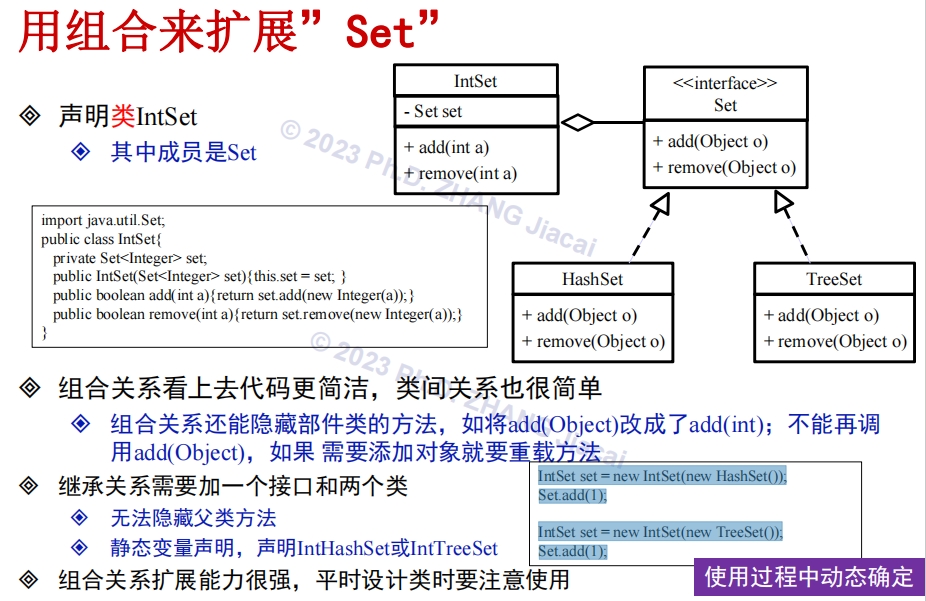 用组合来扩展”Set”
声明类IntSet
其中成员是Set
IntSet
- Set set
+ add(int a)
+ remove(int a)
<<interface>>
Set
+ add(Object o)
+ remove(Object o)
HashSet
+ add(Object o)
+ remove(Object o)
TreeSet
+ add(Object o)
+ remove(Object o)
© 2023 Ph.D. ZHANG Jiacai
import java.util.Set;
public class IntSet{
private Set<Integer> set;
public IntSet(Set<Integer> set){this.set = set; }
public boolean add(int a){return set.add(new Integer(a));}
public boolean remove(int a){return set.remove(new Integer(a));}
}
© 2023 Ph.D. ZHANG Jiacai
组合关系看上去代码更简洁，类间关系也很简单
组合关系还能隐藏部件类的方法，如将add(Object)改成了add(int)；不能再调
用add(Object)，如果 需要添加对象就要重载方法
继承关系需要加一个接口和两个类
无法隐藏父类方法
静态变量声明，声明IntHashSet或IntTreeSet
IntSet set = new IntSet(new HashSet());
Set.add(1);
IntSet set = new IntSet(new TreeSet());
Set.add(1);
组合关系扩展能力很强，平时设计类时要注意使用
使用过程中动态确定